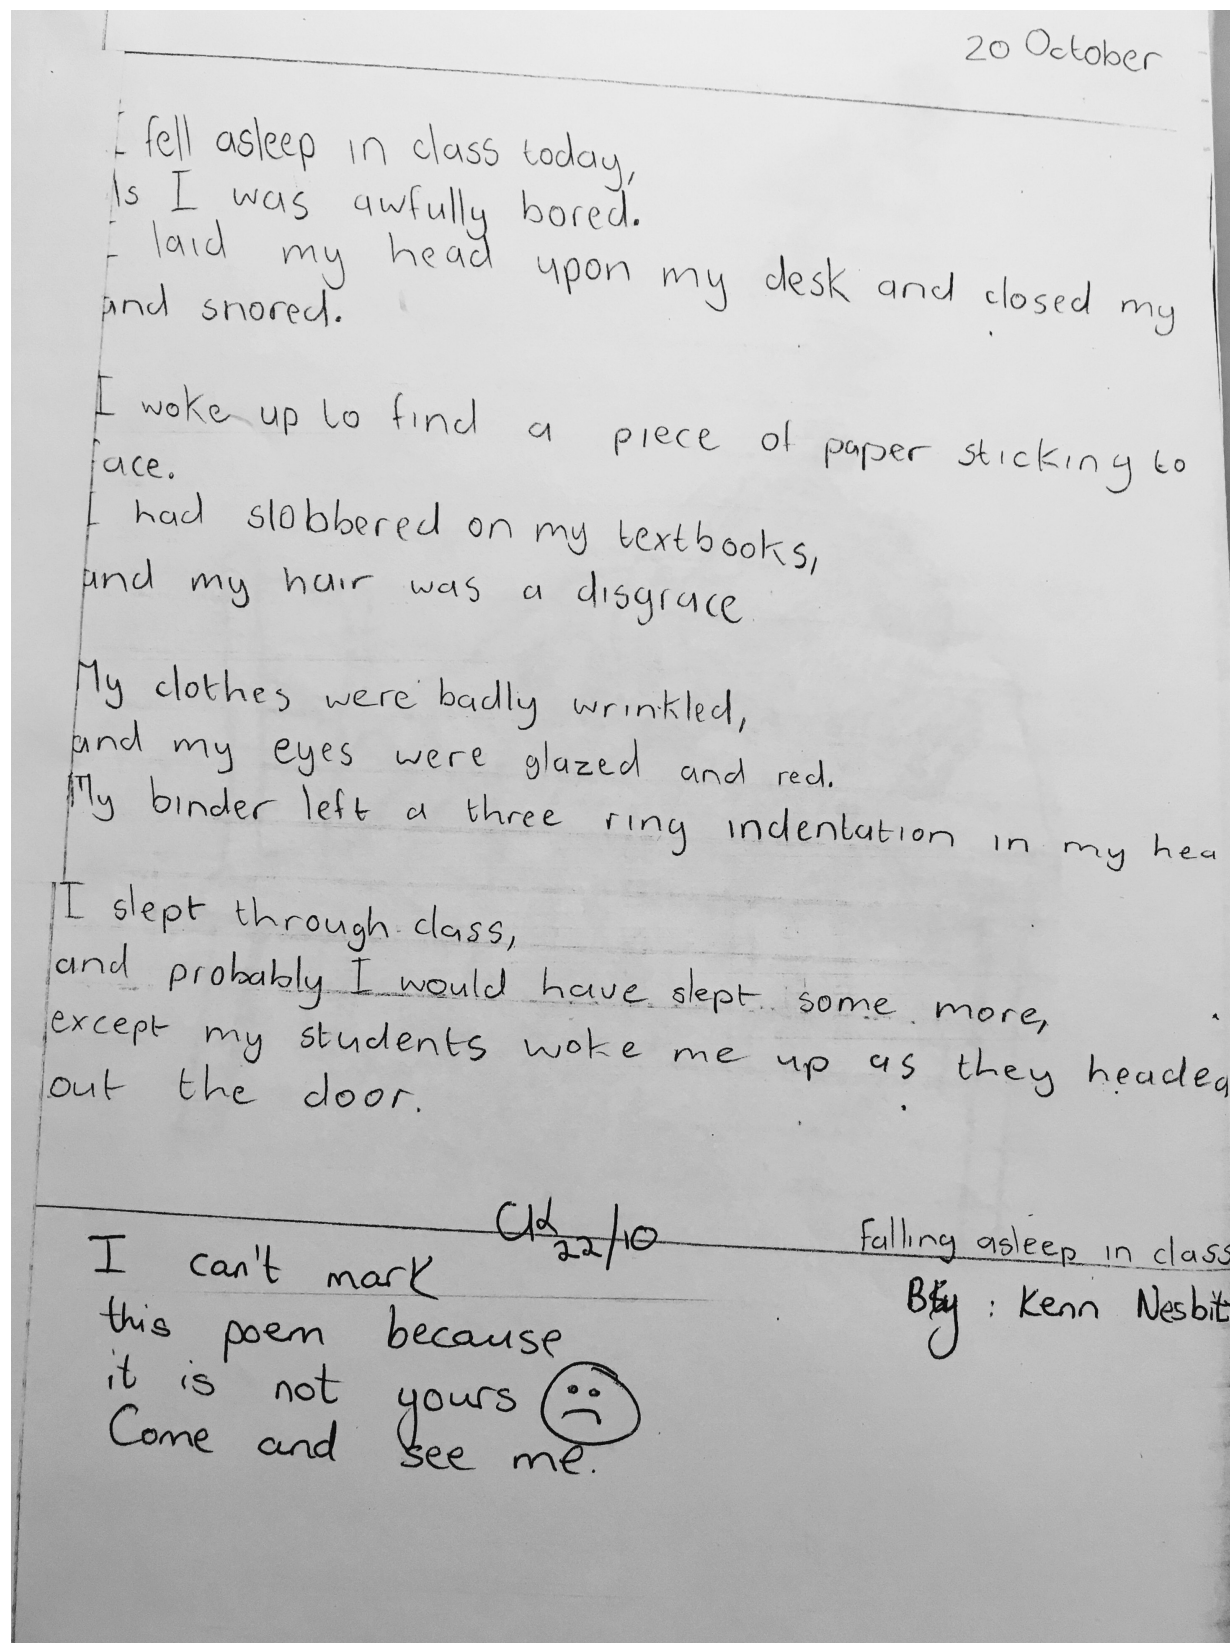 20 October
I fell asleep in class today,
As I was awfully bored.
I laid my head upon my desk and closed my
and snored.
I woke up to find a piece of paper sticking to
face.
I had slobbered on my textbooks,
and my hair was a disgrace
My clothes were badly wrinkled,
and my eyes were glazed and red.
My binder left a three ring indentation in my hea
I slept through class,
and probably I would have slept some more,
except my students woke me up as they headed
out the door.
22/10
Falling asleep in class
By : Kenn Nesbit
I can't mark
this poem because
it is not yours
Come and see me.